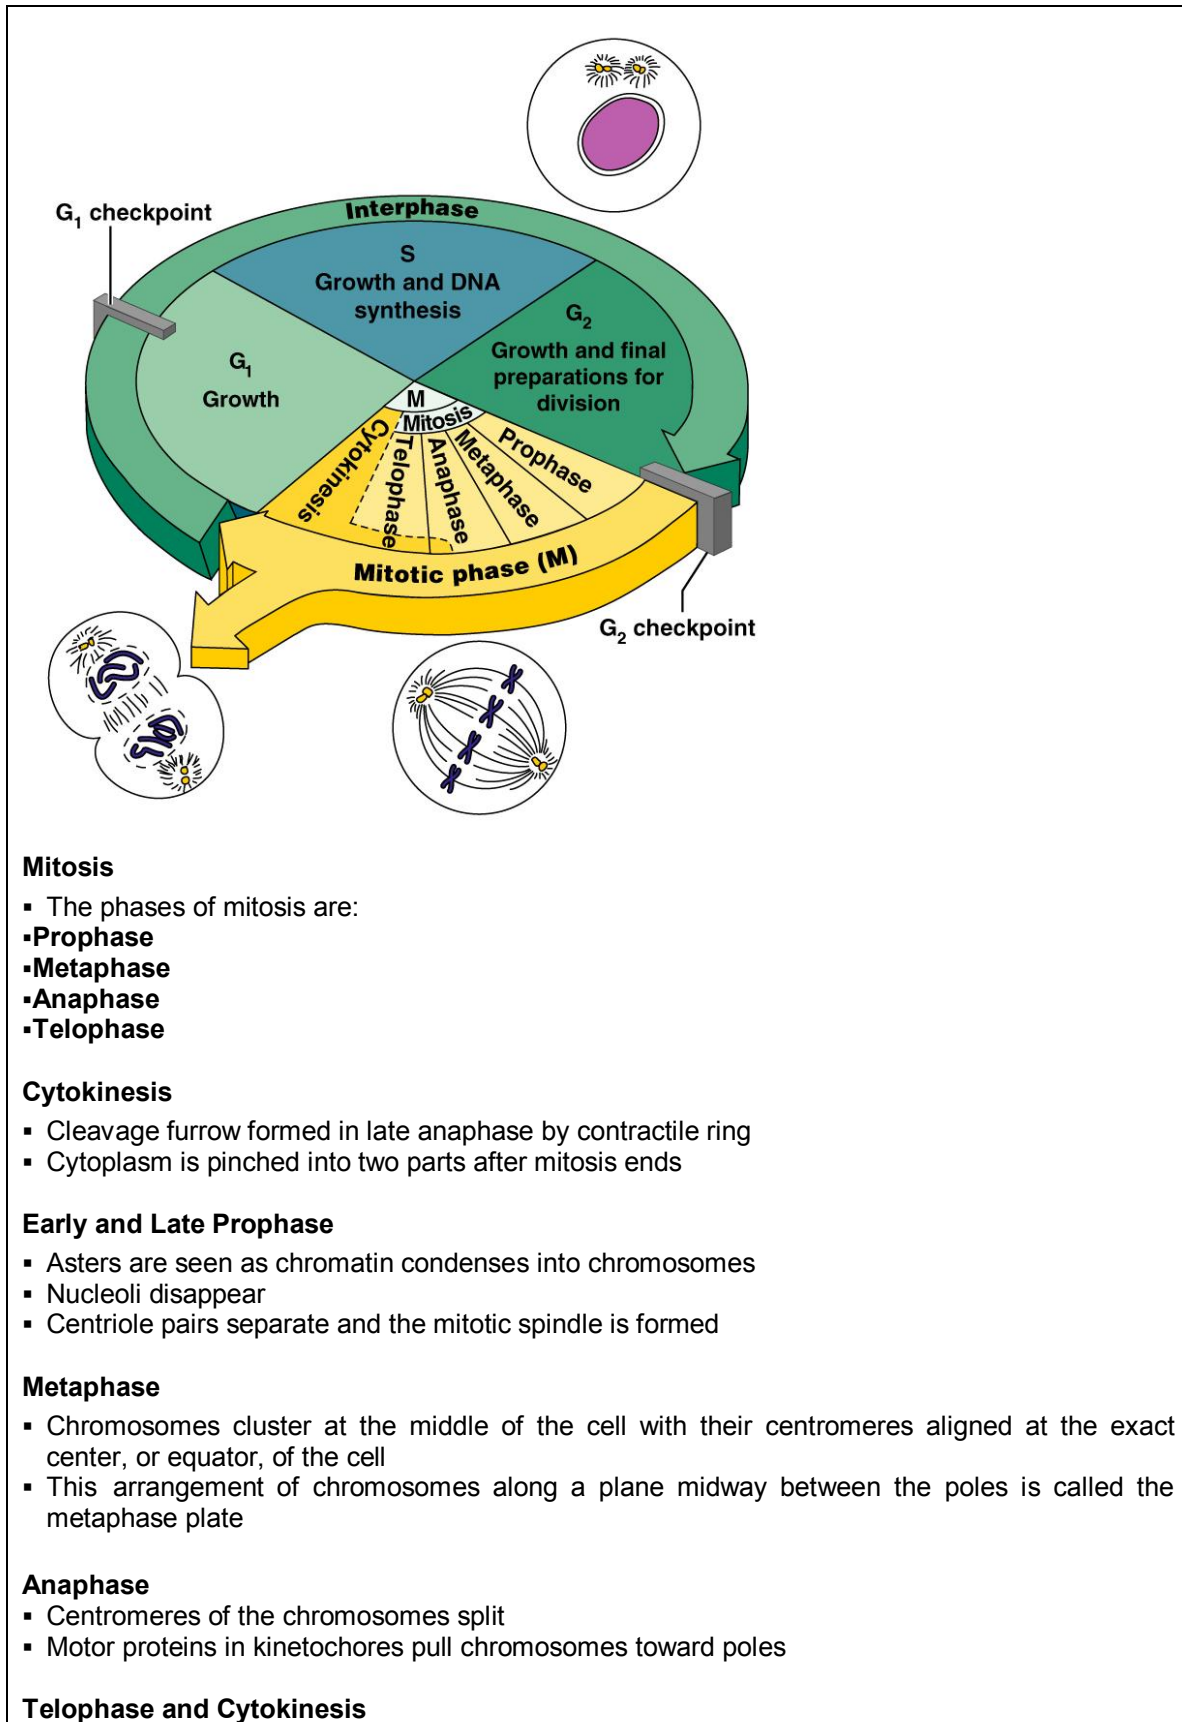 G₁ checkpoint
Interphase
S
Growth and DNA
synthesis
G₂
Growth and final
preparations for
division
G₁
Growth
M
Mitosis
Cytokinesis
Telophase
Anaphase
Metaphase
Prophase
Mitotic phase (M)
G₂ checkpoint
Mitosis
▪ The phases of mitosis are:
▪Prophase
▪Metaphase
▪Anaphase
▪Telophase
Cytokinesis
▪ Cleavage furrow formed in late anaphase by contractile ring
▪ Cytoplasm is pinched into two parts after mitosis ends
Early and Late Prophase
▪ Asters are seen as chromatin condenses into chromosomes
▪ Nucleoli disappear
▪ Centriole pairs separate and the mitotic spindle is formed
Metaphase
▪ Chromosomes cluster at the middle of the cell with their centromeres aligned at the exact
center, or equator, of the cell
▪ This arrangement of chromosomes along a plane midway between the poles is called the
metaphase plate
Anaphase
▪ Centromeres of the chromosomes split
▪ Motor proteins in kinetochores pull chromosomes toward poles
Telophase and Cytokinesis